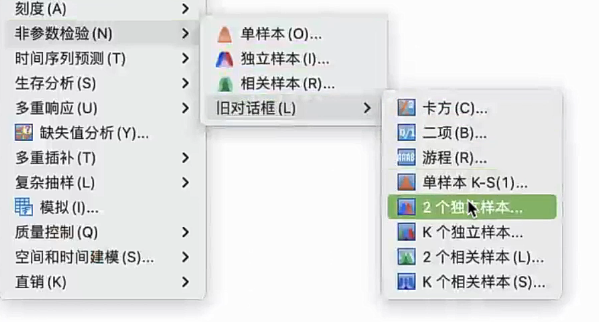 刻度(A)
非参数检验(N)
时间序列预测(T)
生存分析(S)
多重响应(U)
缺失值分析(Y)...
多重插补(T)
复杂抽样(L)
模拟(I)...
质量控制(Q)
空间和时间建模(S)...
直销(K)
单样本(O)...
独立样本(I)...
相关样本(R)...
旧对话框(L)
卡方(C)...
二项(B)...
游程(R)...
单样本 K-S(1)...
2 个独立样本...
K 个独立样本...
2 个相关样本(L)...
K 个相关样本(S)...